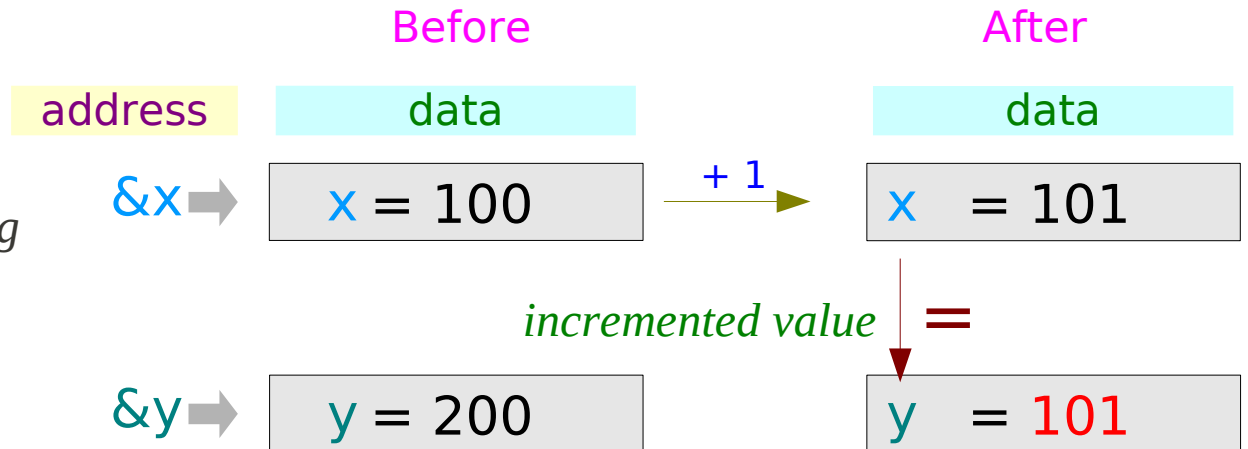 Before After
address data data
&x x = 100 + 1 x = 101
g
incremented value =
&y y = 200 y = 101